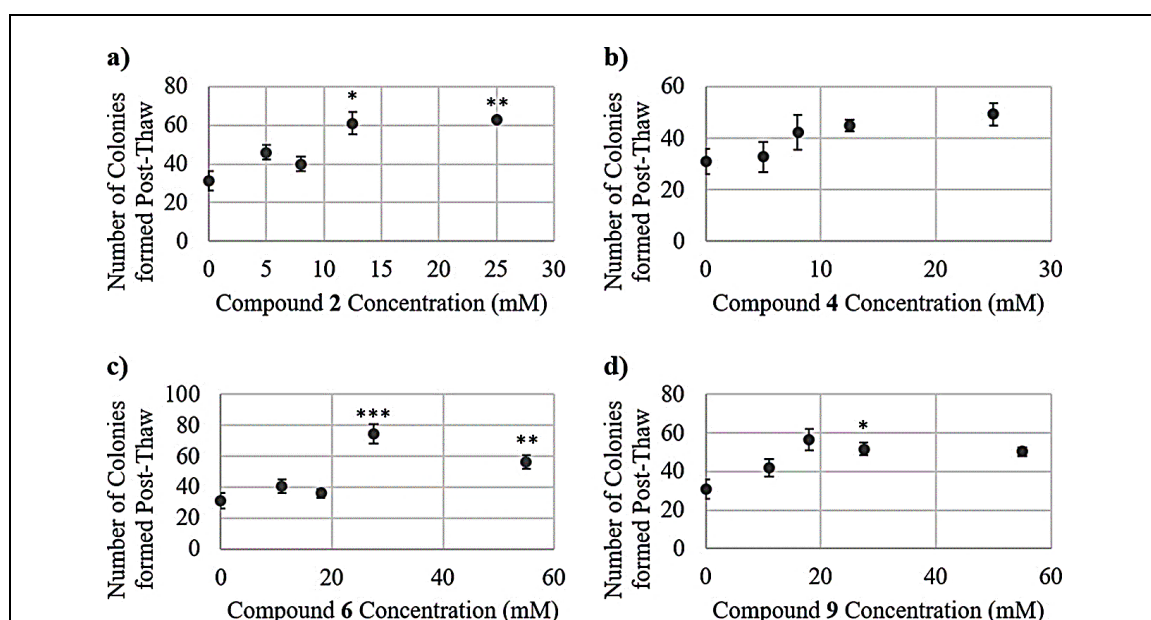 a)
Number of Colonies
formed Post-Thaw
80
60
40
20
0
*
**
0 5 10 15 20 25 30
Compound 2 Concentration (mM)
b)
Number of Colonies
formed Post-Thaw
60
40
20
0
0 10 20 30
Compound 4 Concentration (mM)
c)
Number of Colonies
formed Post-Thaw
100
80
60
40
20
0
***
**
0 20 40 60
Compound 6 Concentration (mM)
d)
Number of Colonies
formed Post-Thaw
80
60
40
20
0
*
0 20 40 60
Compound 9 Concentration (mM)